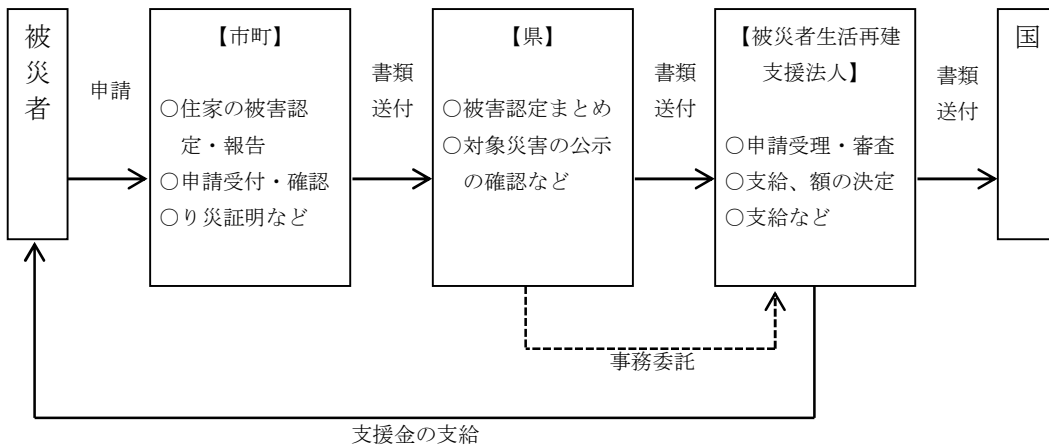 被災者
申請
【市町】
○住家の被害認
定・報告
○申請受付・確認
○り災証明など
書類
送付
【県】
○被害認定まとめ
○対象災害の公示
の確認など
書類
送付
【被災者生活再建
支援法人】
○申請受理・審査
○支給、額の決定
○支給など
書類
送付
国
事務委託
支援金の支給